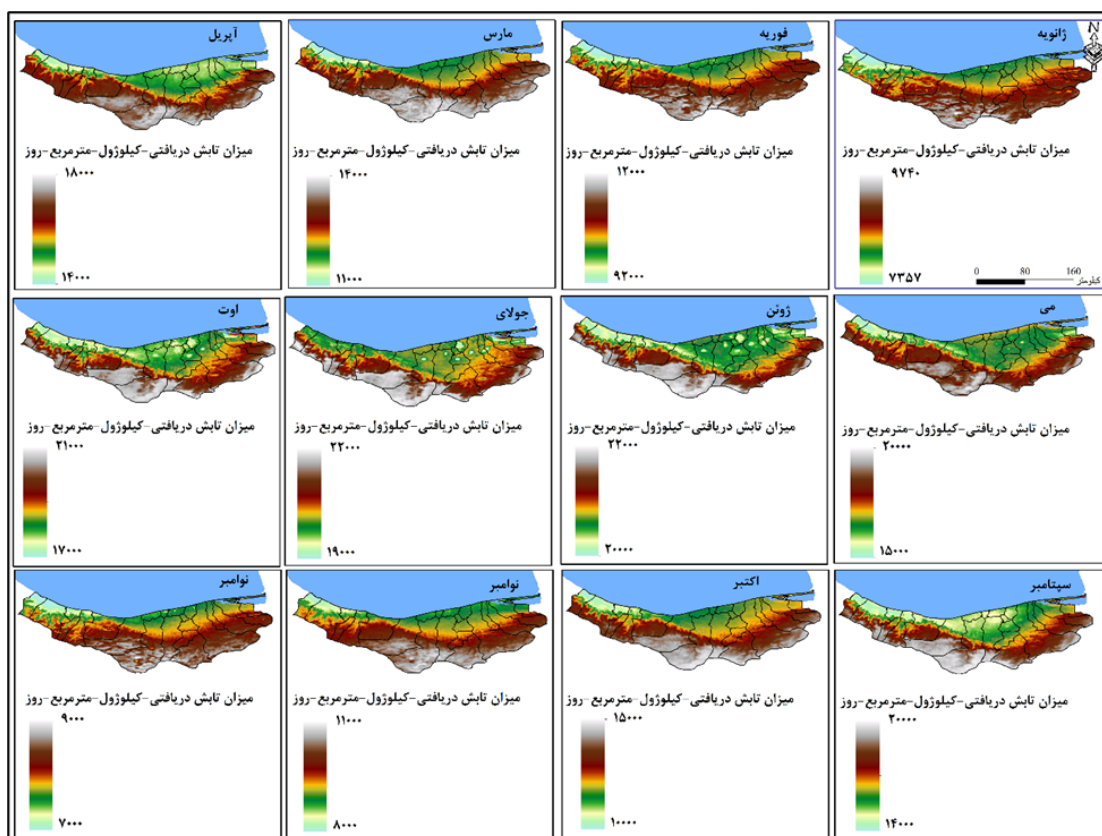 ژانویه
N
میزان تابش دریافتی-کیلوژول-مترمربع-روز
۹۷۴۰
۷۳۵۷
0 80 160
کیلومتر
فوریه
میزان تابش دریافتی-کیلوژول-مترمربع-روز
۱۲۰۰۰
۹۲۰۰۰
مارس
میزان تابش دریافتی-کیلوژول-مترمربع-روز
۱۴۰۰۰
۱۱۰۰۰
آپریل
میزان تابش دریافتی-کیلوژول-مترمربع-روز
۱۸۰۰۰
۱۴۰۰۰
می
میزان تابش دریافتی-کیلوژول-مترمربع-روز
۲۰۰۰۰
۱۵۰۰۰
ژوئن
میزان تابش دریافتی-کیلوژول-مترمربع-روز
۲۲۰۰۰
۲۰۰۰۰
جولای
میزان تابش دریافتی-کیلوژول-مترمربع-روز
۲۲۰۰۰
۱۹۰۰۰
اوت
میزان تابش دریافتی-کیلوژول-مترمربع-روز
۲۱۰۰۰
۱۷۰۰۰
سپتامبر
میزان تابش دریافتی-کیلوژول-مترمربع-روز
۲۰۰۰۰
۱۴۰۰۰
اکتبر
میزان تابش دریافتی-کیلوژول-مترمربع-روز
۱۵۰۰۰
۱۰۰۰۰
نوامبر
میزان تابش دریافتی-کیلوژول-مترمربع-روز
۱۱۰۰۰
۸۰۰۰
نوامبر
میزان تابش دریافتی-کیلوژول-مترمربع-روز
۹۰۰۰
۷۰۰۰